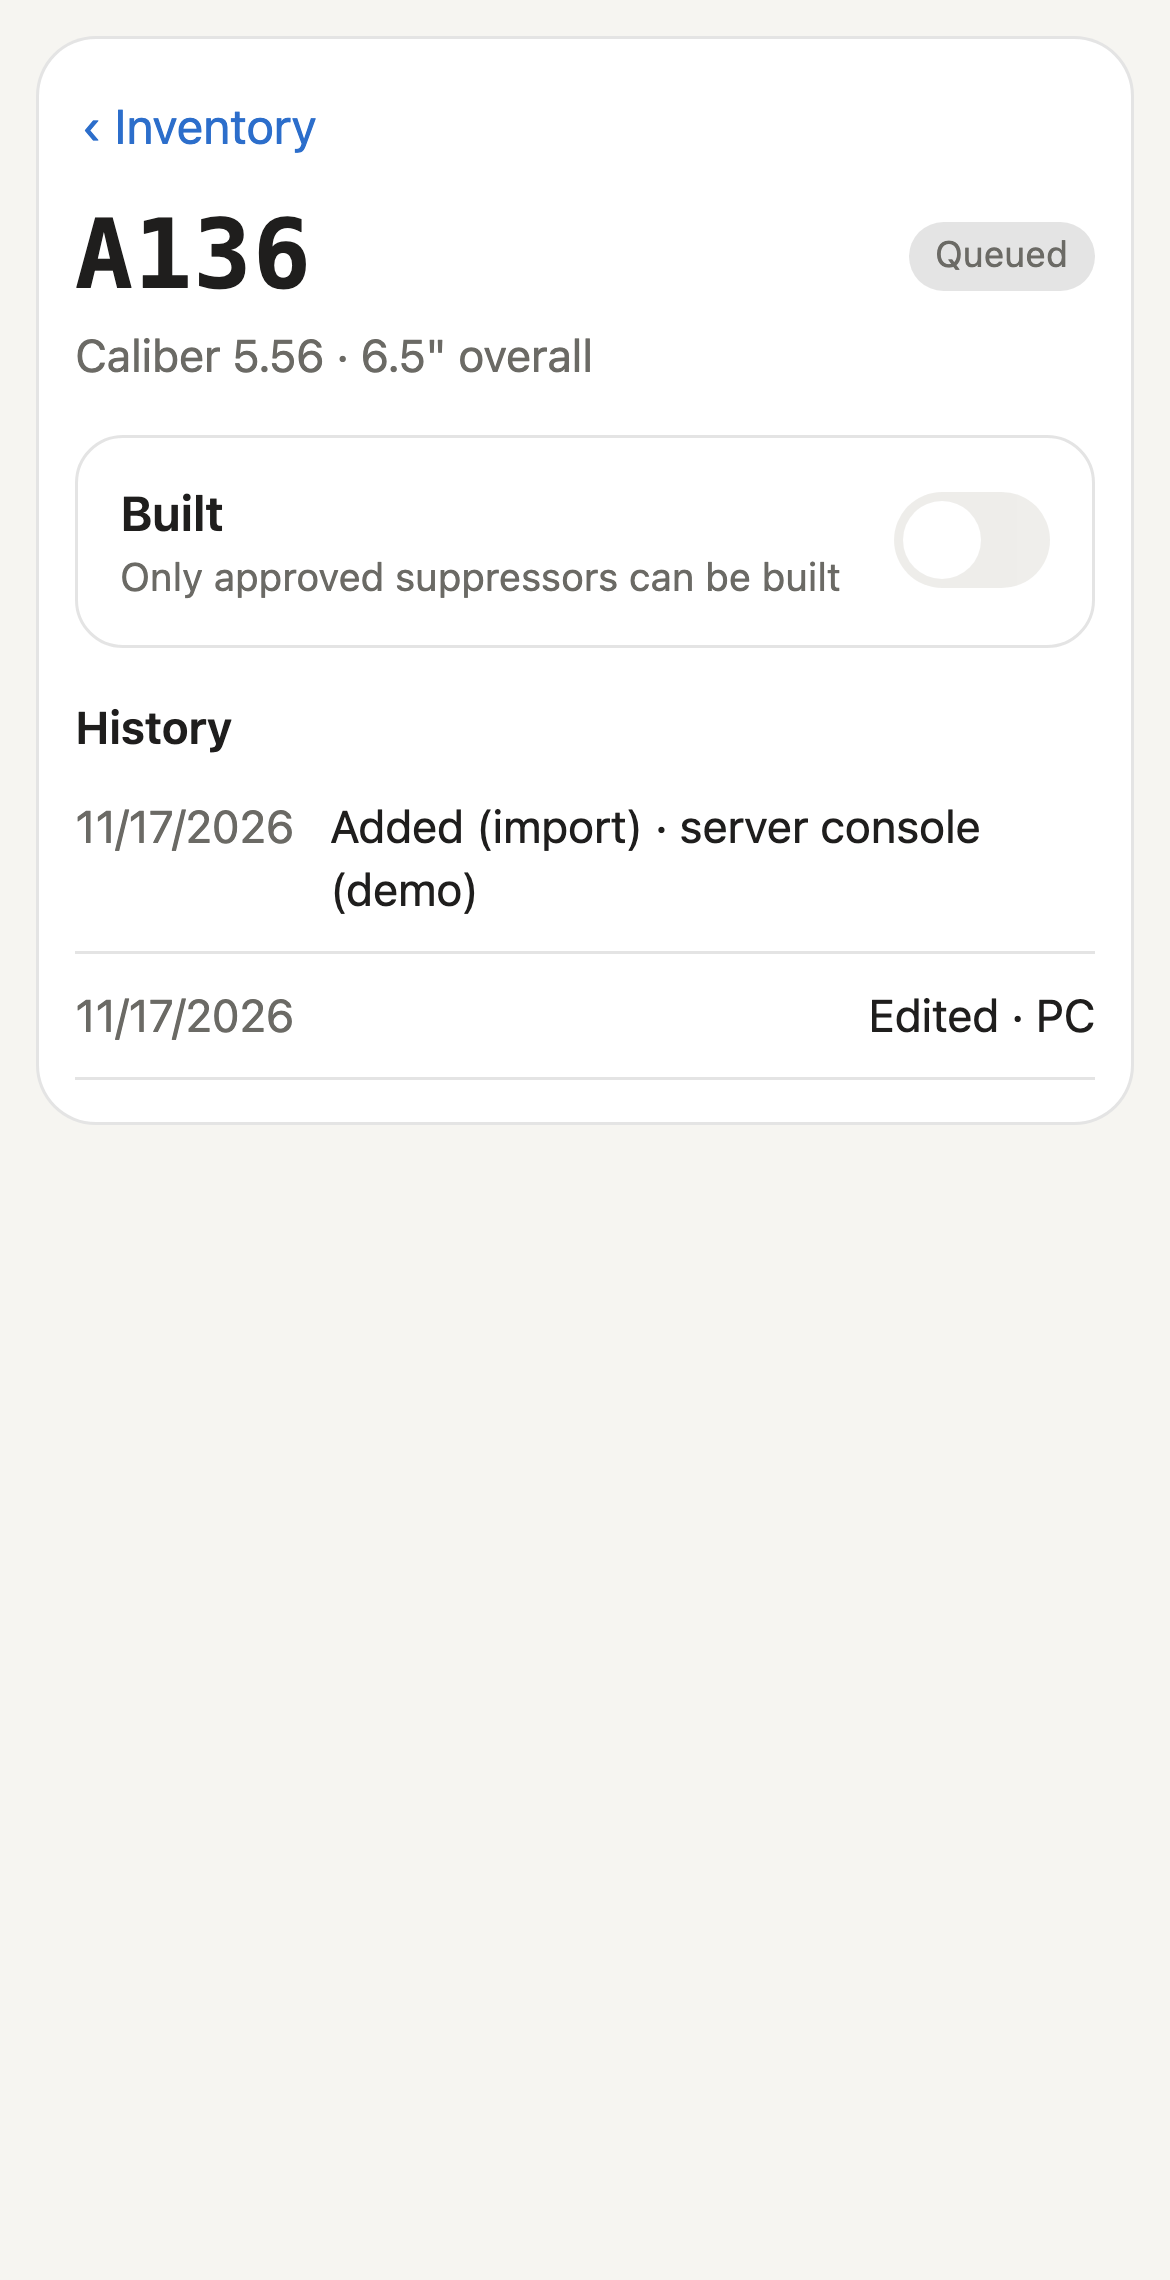 ‹ Inventory
A136
Queued
Caliber 5.56 · 6.5" overall
Built
Only approved suppressors can be built
History
11/17/2026 Added (import) · server console
(demo)
11/17/2026 Edited · PC